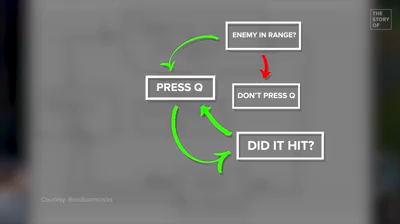 THE
STORY
OF
ENEMY IN RANGE?
PRESS Q
DON'T PRESS Q
DID IT HIT?